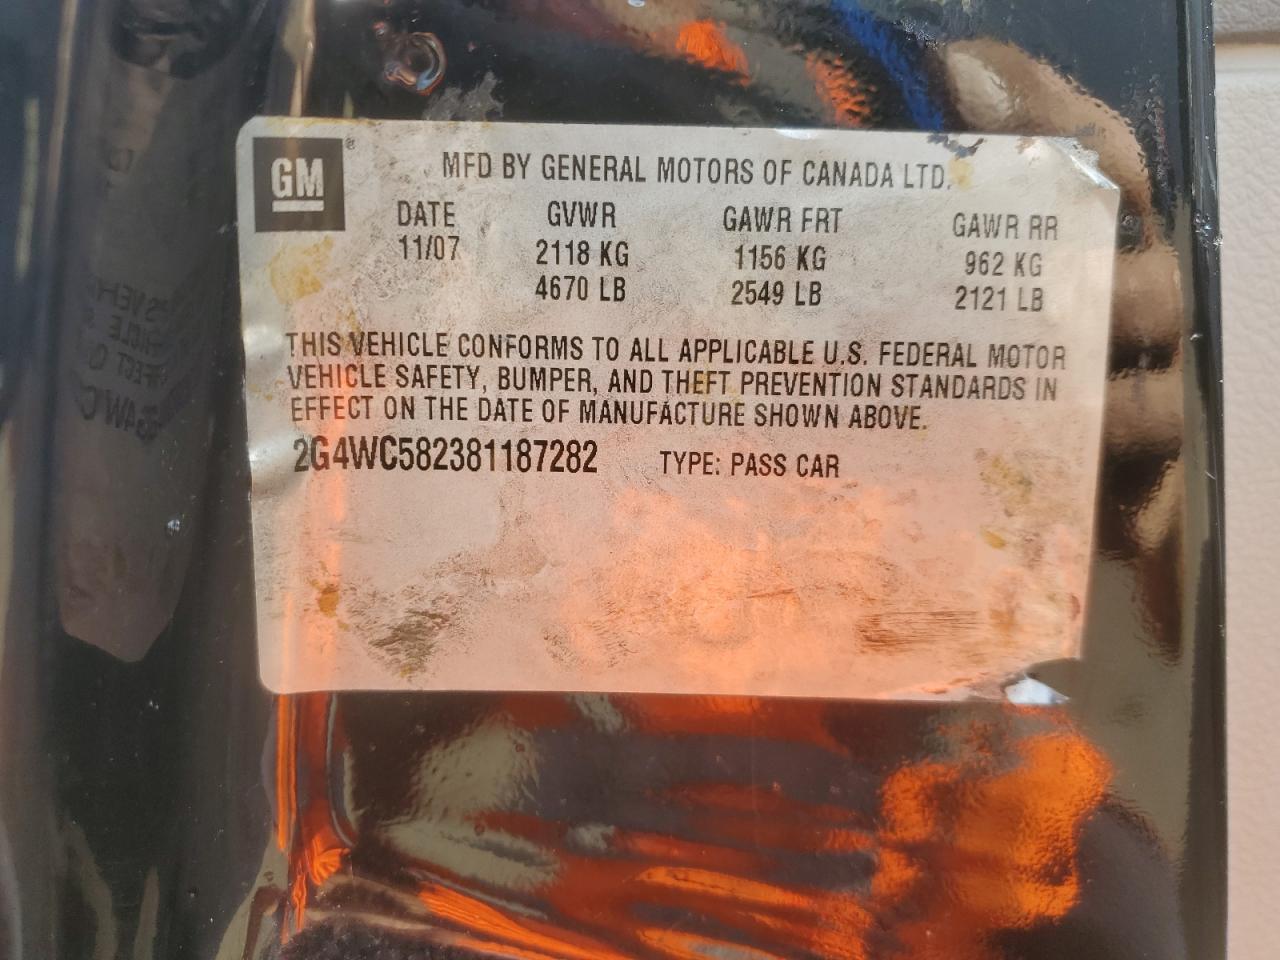 GM®
MFD BY GENERAL MOTORS OF CANADA LTD.
DATE GVWR GAWR FRT GAWR RR
11/07 2118 KG 1156 KG 962 KG
4670 LB 2549 LB 2121 LB
THIS VEHICLE CONFORMS TO ALL APPLICABLE U.S. FEDERAL MOTOR
VEHICLE SAFETY, BUMPER, AND THEFT PREVENTION STANDARDS IN
EFFECT ON THE DATE OF MANUFACTURE SHOWN ABOVE.
2G4WC582381187282 TYPE: PASS CAR